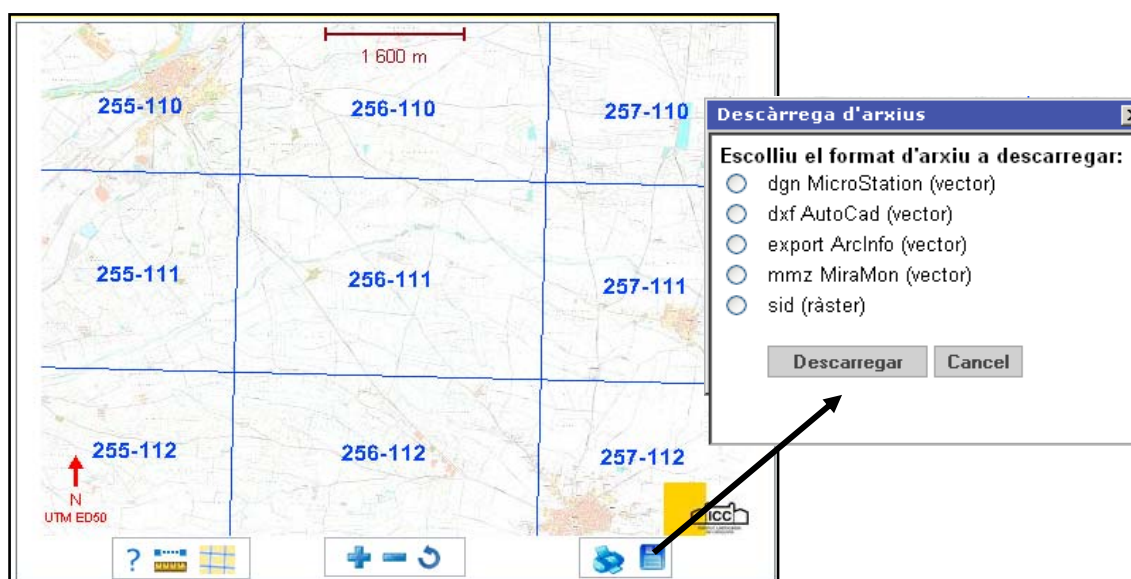 1 600 m
255-110
256-110
257-110
255-111
256-111
257-111
255-112
256-112
257-112
N
UTM ED50
ICC
?
Descàrrega d'arxius
Escolliu el format d'arxiu a descarregar:
dgn MicroStation (vector)
dxf AutoCad (vector)
export ArcInfo (vector)
mmz MiraMon (vector)
sid (ràster)
Descarregar
Cancel